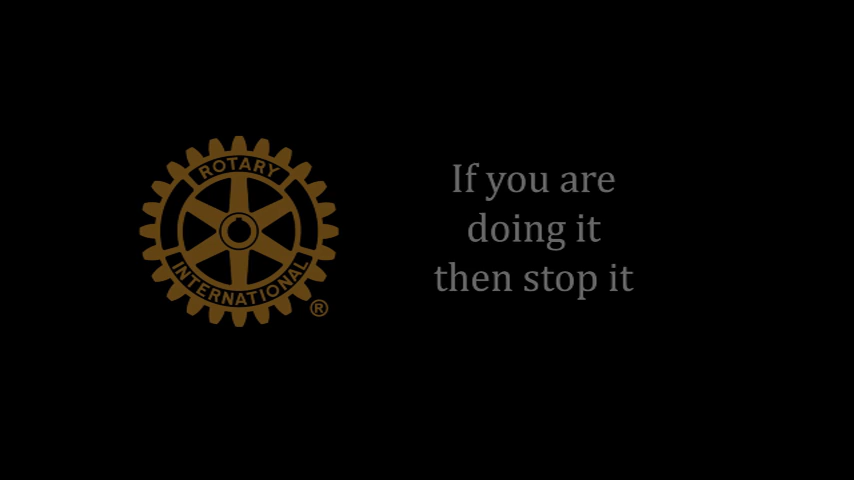 ROTARY
INTERNATIONAL
®
If you are
doing it
then stop it